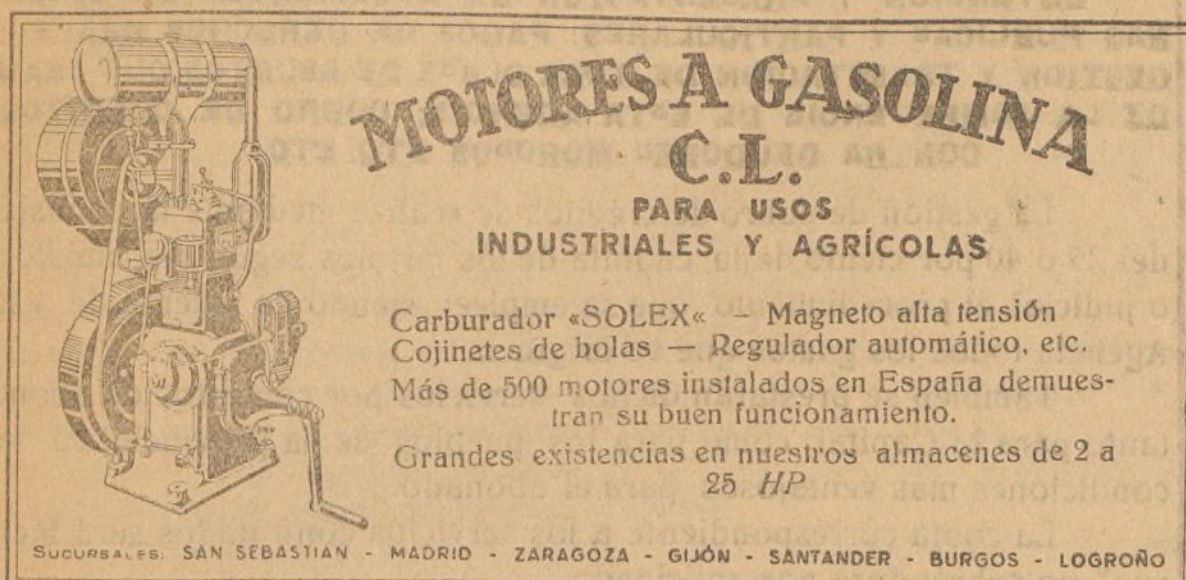 MOTORES A GASOLINA
C.L.
PARA USOS
INDUSTRIALES Y AGRÍCOLAS
Carburador «SOLEX« — Magneto alta tensión
Cojinetes de bolas — Regulador automático, etc.
Más de 500 motores instalados en España demues-
tran su buen funcionamiento.
Grandes existencias en nuestros almacenes de 2 a
25 HP
SUCURSALES: SAN SEBASTIAN - MADRID - ZARAGOZA - GIJÓN - SANTANDER - BURGOS - LOGROÑO